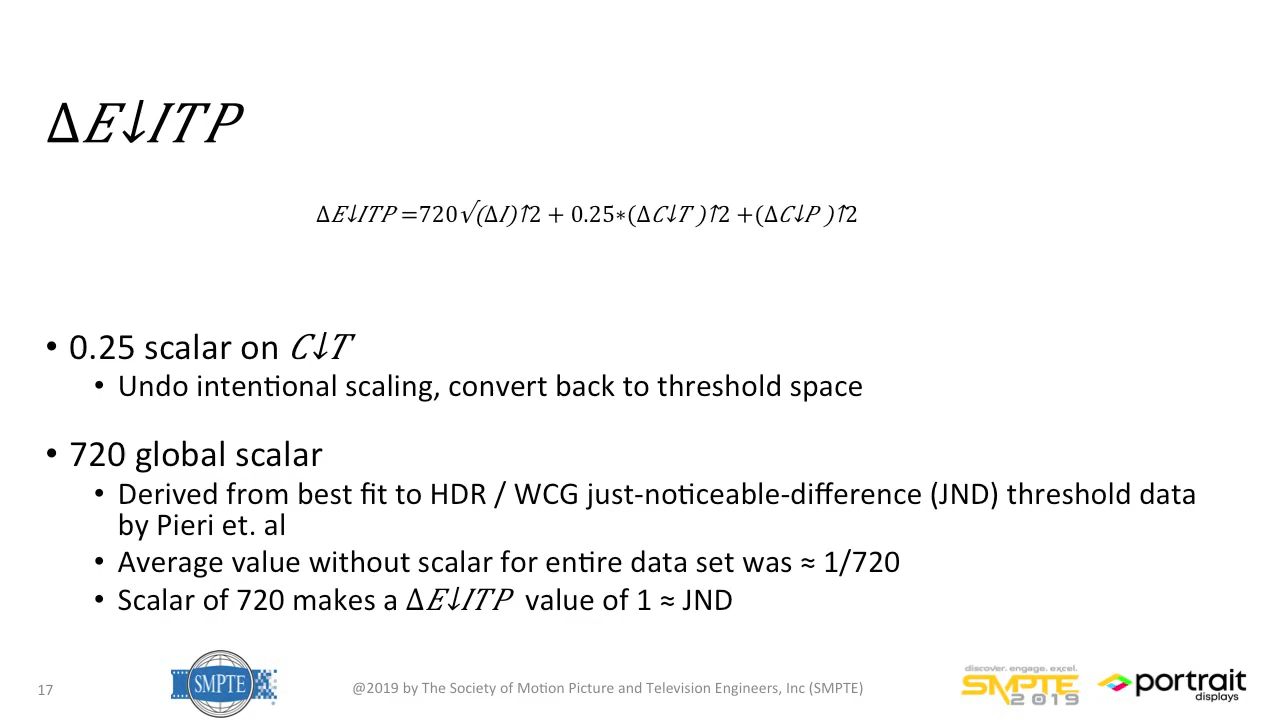 Δ𝐸↓𝐼𝑇𝑃
Δ𝐸↓𝐼𝑇𝑃 =720√(Δ𝐼)↑2 + 0.25∗(Δ𝐶↓𝑇 )↑2 +(Δ𝐶↓𝑃 )↑2
• 0.25 scalar on 𝐶↓𝑇
• Undo intentional scaling, convert back to threshold space
• 720 global scalar
• Derived from best fit to HDR / WCG just-noticeable-difference (JND) threshold data
by Pieri et. al
• Average value without scalar for entire data set was ≈ 1/720
• Scalar of 720 makes a Δ𝐸↓𝐼𝑇𝑃 value of 1 ≈ JND
17
SMPTE
@2019 by The Society of Motion Picture and Television Engineers, Inc (SMPTE)
discover. engage. excel.
SMPTE
2019
portrait
displays